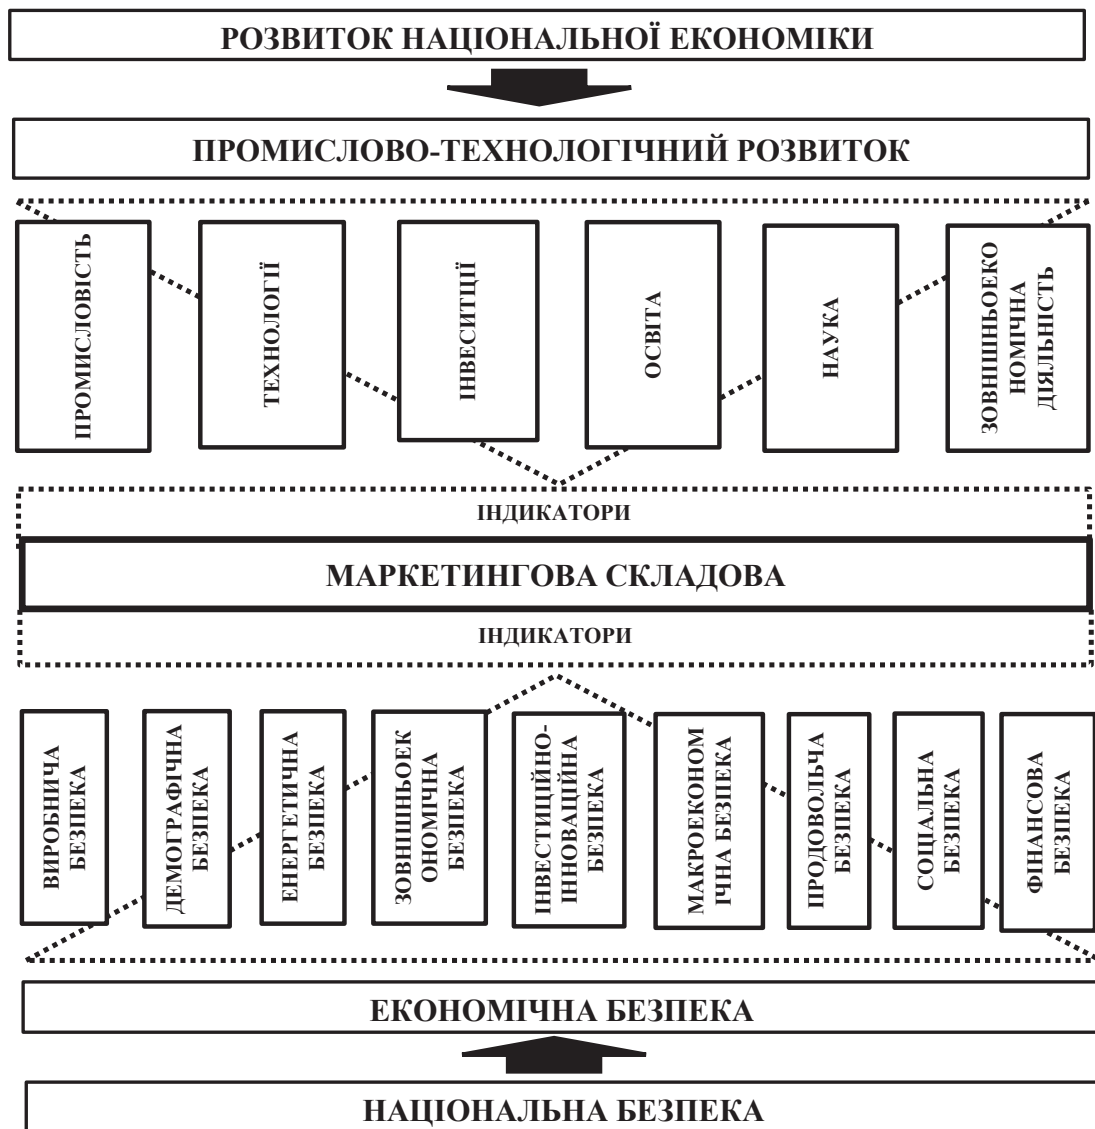 РОЗВИТОК НАЦІОНАЛЬНОЇ ЕКОНОМІКИ
ПРОМИСЛОВО-ТЕХНОЛОГІЧНИЙ РОЗВИТОК
ПРОМИСЛОВІСТЬ
ТЕХНОЛОГІЇ
ІНВЕСИТЦІЇ
ОСВІТА
НАУКА
ЗОВНІШНЬОЕКО
НОМІЧНА
ДІЯЛЬНІСТЬ
ІНДИКАТОРИ
МАРКЕТИНГОВА СКЛАДОВА
ІНДИКАТОРИ
ВИРОБНИЧА
БЕЗПЕКА
ДЕМОГРАФІЧНА
БЕЗПЕКА
ЕНЕРГЕТИЧНА
БЕЗПЕКА
ЗОВНІШНЬОЕК
ОНОМІЧНА
БЕЗПЕКА
ІНВЕСТИЦІЙНО-
ІННОВАЦІЙНА
БЕЗПЕКА
МАКРОЕКОНОМ
ІЧНА БЕЗПЕКА
ПРОДОВОЛЬЧА
БЕЗПЕКА
СОЦІАЛЬНА
БЕЗПЕКА
ФІНАНСОВА
БЕЗПЕКА
ЕКОНОМІЧНА БЕЗПЕКА
НАЦІОНАЛЬНА БЕЗПЕКА